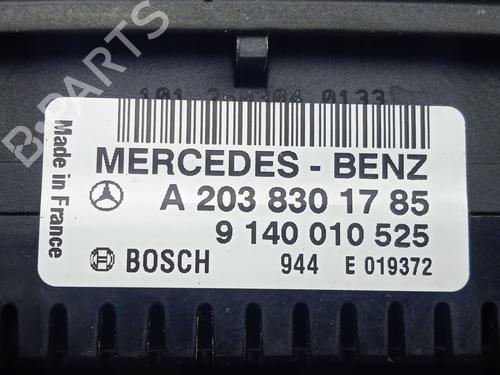 B-PARTS
Made in France
MERCEDES - BENZ
A 203 830 17 85
9 140 010 525
BOSCH 944 E 019372